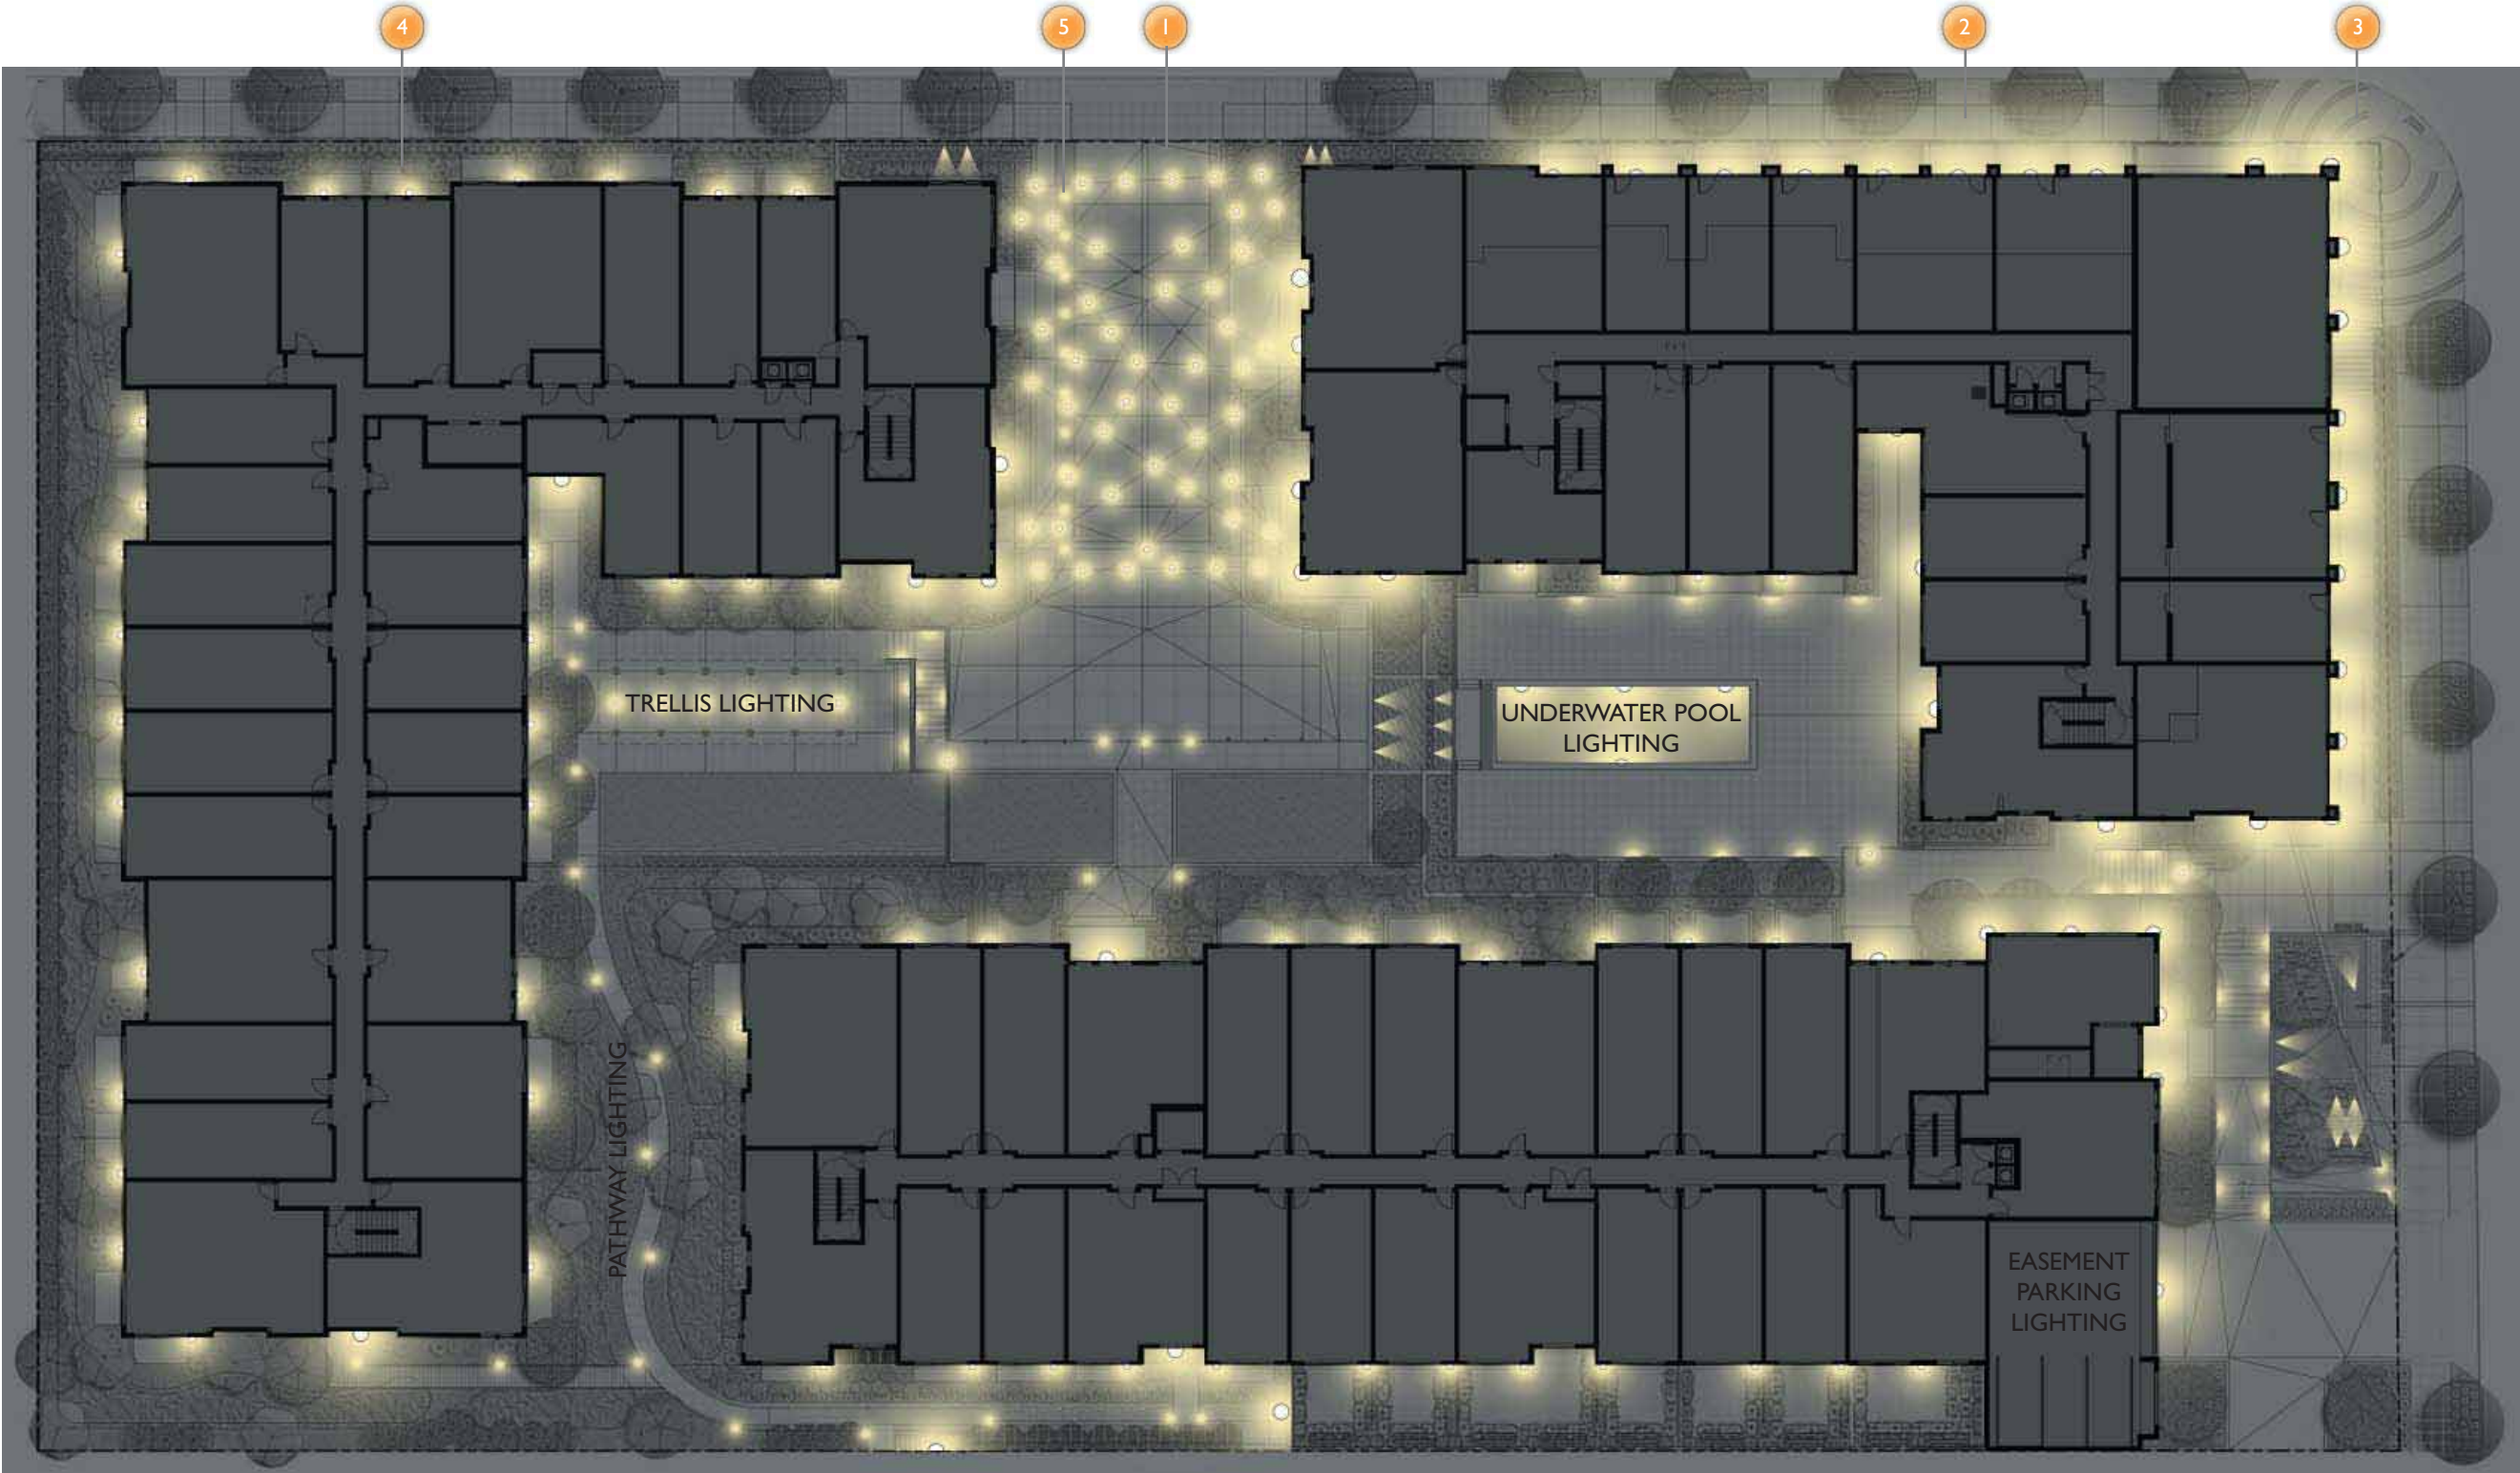 4
5
1
2
3
TRELLIS LIGHTING
UNDERWATER POOL
LIGHTING
PATHWAY LIGHTING
EASEMENT
PARKING
LIGHTING